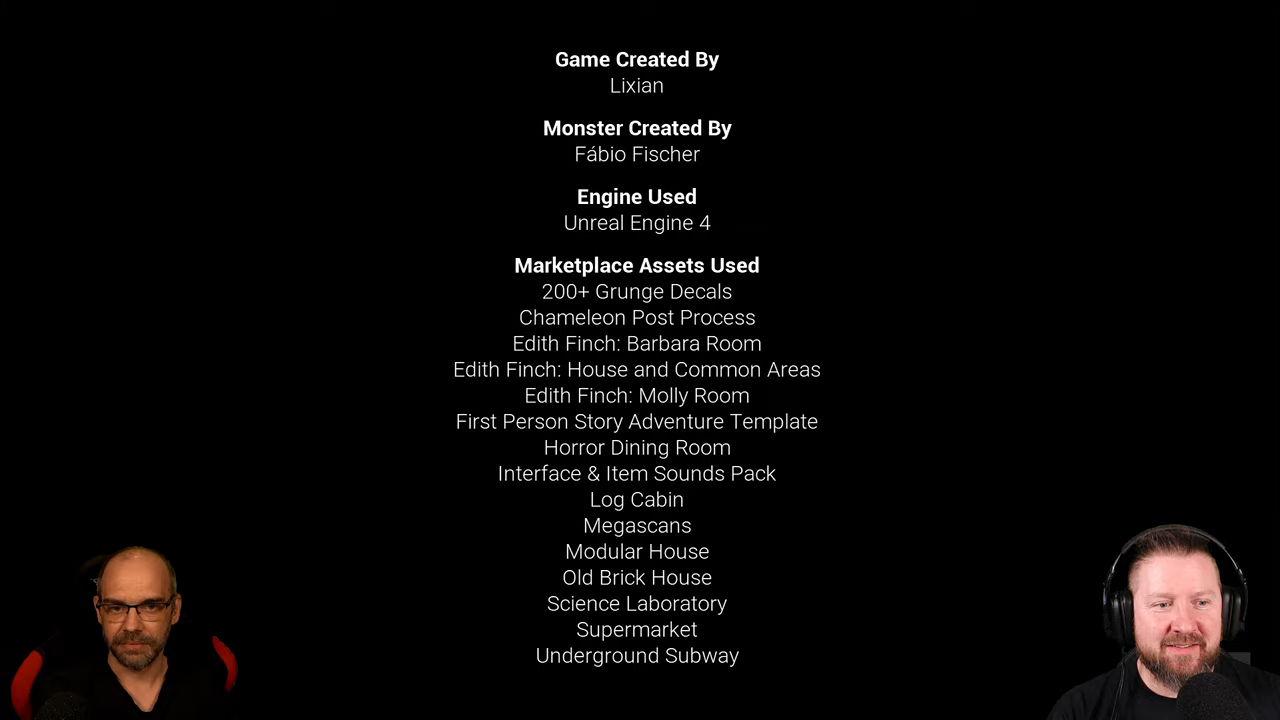 Game Created By
Lixian
Monster Created By
Fábio Fischer
Engine Used
Unreal Engine 4
Marketplace Assets Used
200+ Grunge Decals
Chameleon Post Process
Edith Finch: Barbara Room
Edith Finch: House and Common Areas
Edith Finch: Molly Room
First Person Story Adventure Template
Horror Dining Room
Interface & Item Sounds Pack
Log Cabin
Megascans
Modular House
Old Brick House
Science Laboratory
Supermarket
Underground Subway